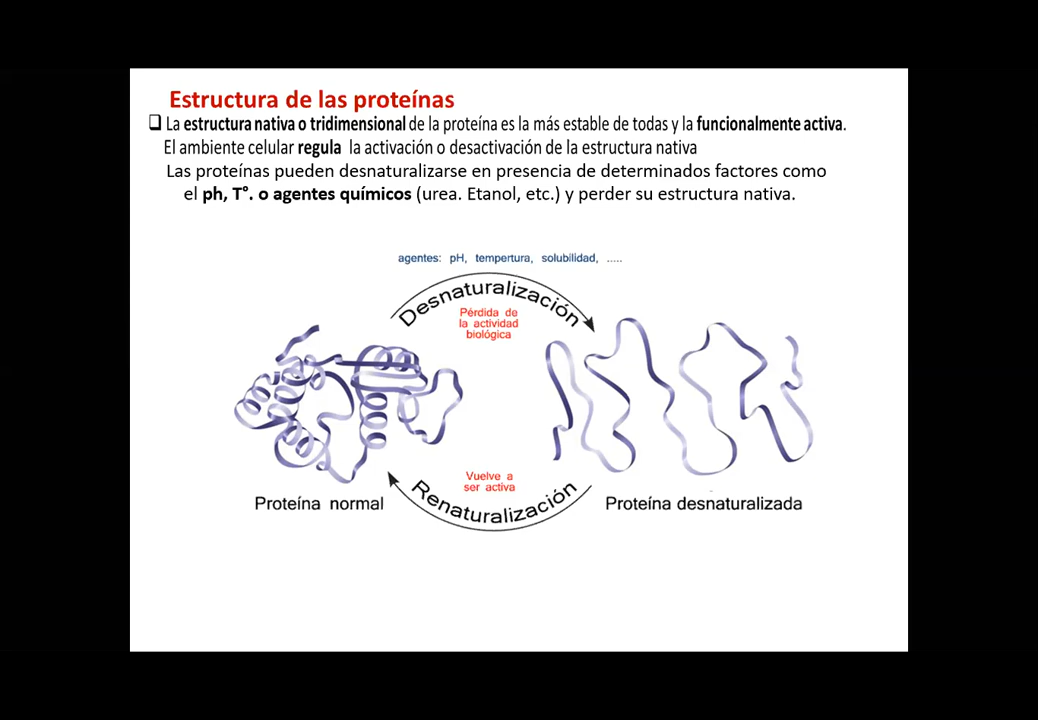 Estructura de las proteínas
❑ La estructura nativa o tridimensional de la proteína es la más estable de todas y la funcionalmente activa.
El ambiente celular regula la activación o desactivación de la estructura nativa
Las proteínas pueden desnaturalizarse en presencia de determinados factores como
el ph, T°. o agentes químicos (urea. Etanol, etc.) y perder su estructura nativa.
agentes: pH, tempertura, solubilidad, .....
Desnaturalización
Pérdida de
la actividad
biológica
Vuelve a
ser activa
Renaturalización
Proteína normal
Proteína desnaturalizada